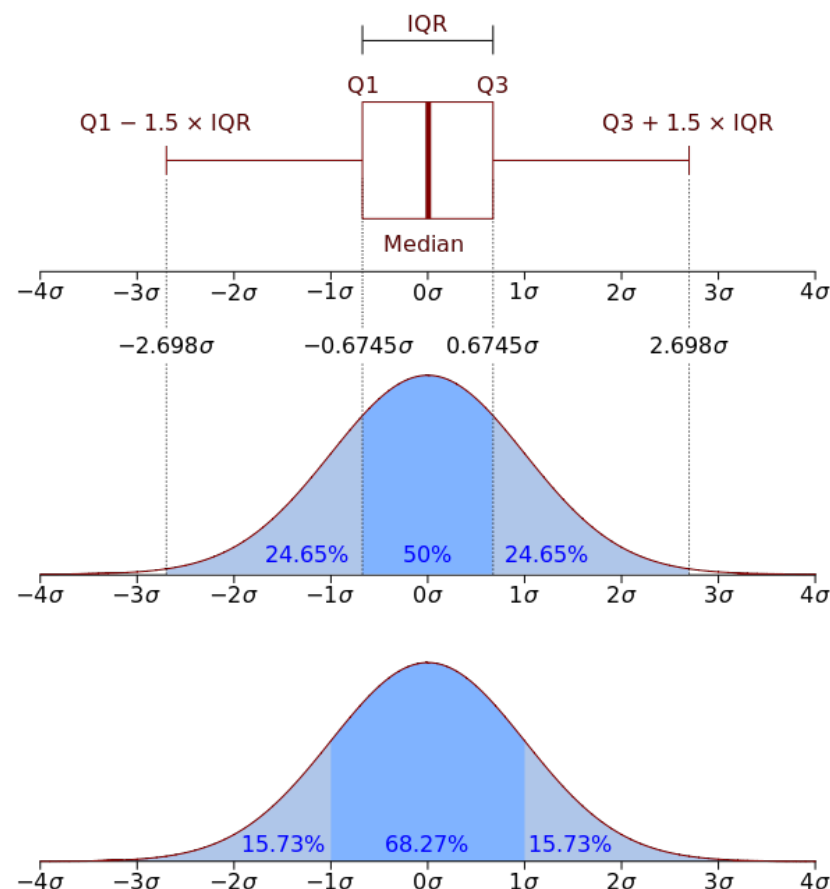 IQR
Q1 Q3
Q1 − 1.5 × IQR Q3 + 1.5 × IQR
Median
−4σ −3σ −2σ −1σ 0σ 1σ 2σ 3σ 4σ
−2.698σ −0.6745σ 0.6745σ 2.698σ
24.65% 50% 24.65%
−4σ −3σ −2σ −1σ 0σ 1σ 2σ 3σ 4σ
15.73% 68.27% 15.73%
−4σ −3σ −2σ −1σ 0σ 1σ 2σ 3σ 4σ